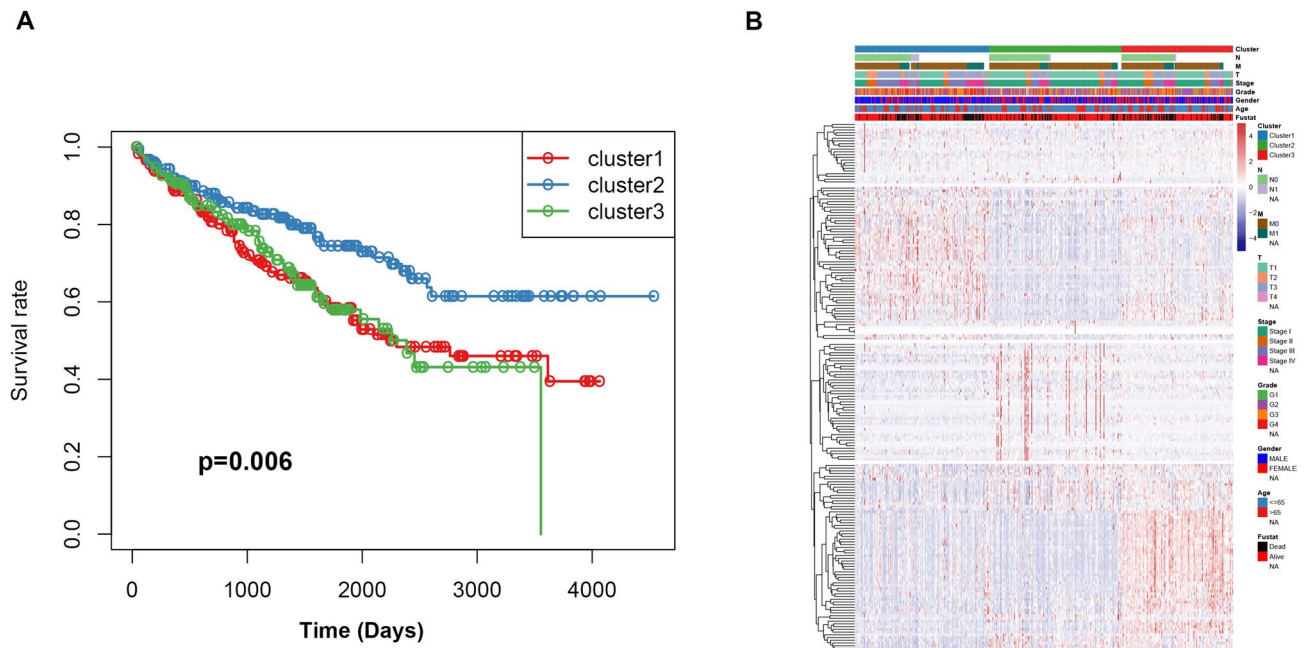 A
B
1.0
0.8
0.6
0.4
0.2
0.0
Survival rate
cluster1
cluster2
cluster3
p=0.006
0
1000
2000
3000
4000
Time (Days)
Cluster
N
M
T
Stage
Grade
Gender
Age
Fustat
4
2
0
−2
−4
Cluster
Cluster1
Cluster2
Cluster3
N
N0
N1
NA
M
M0
M1
NA
T
T1
T2
T3
T4
NA
Stage
Stage I
Stage II
Stage III
Stage IV
NA
Grade
G1
G2
G3
G4
NA
Gender
MALE
FEMALE
NA
Age
<=65
>65
NA
Fustat
Dead
Alive
NA